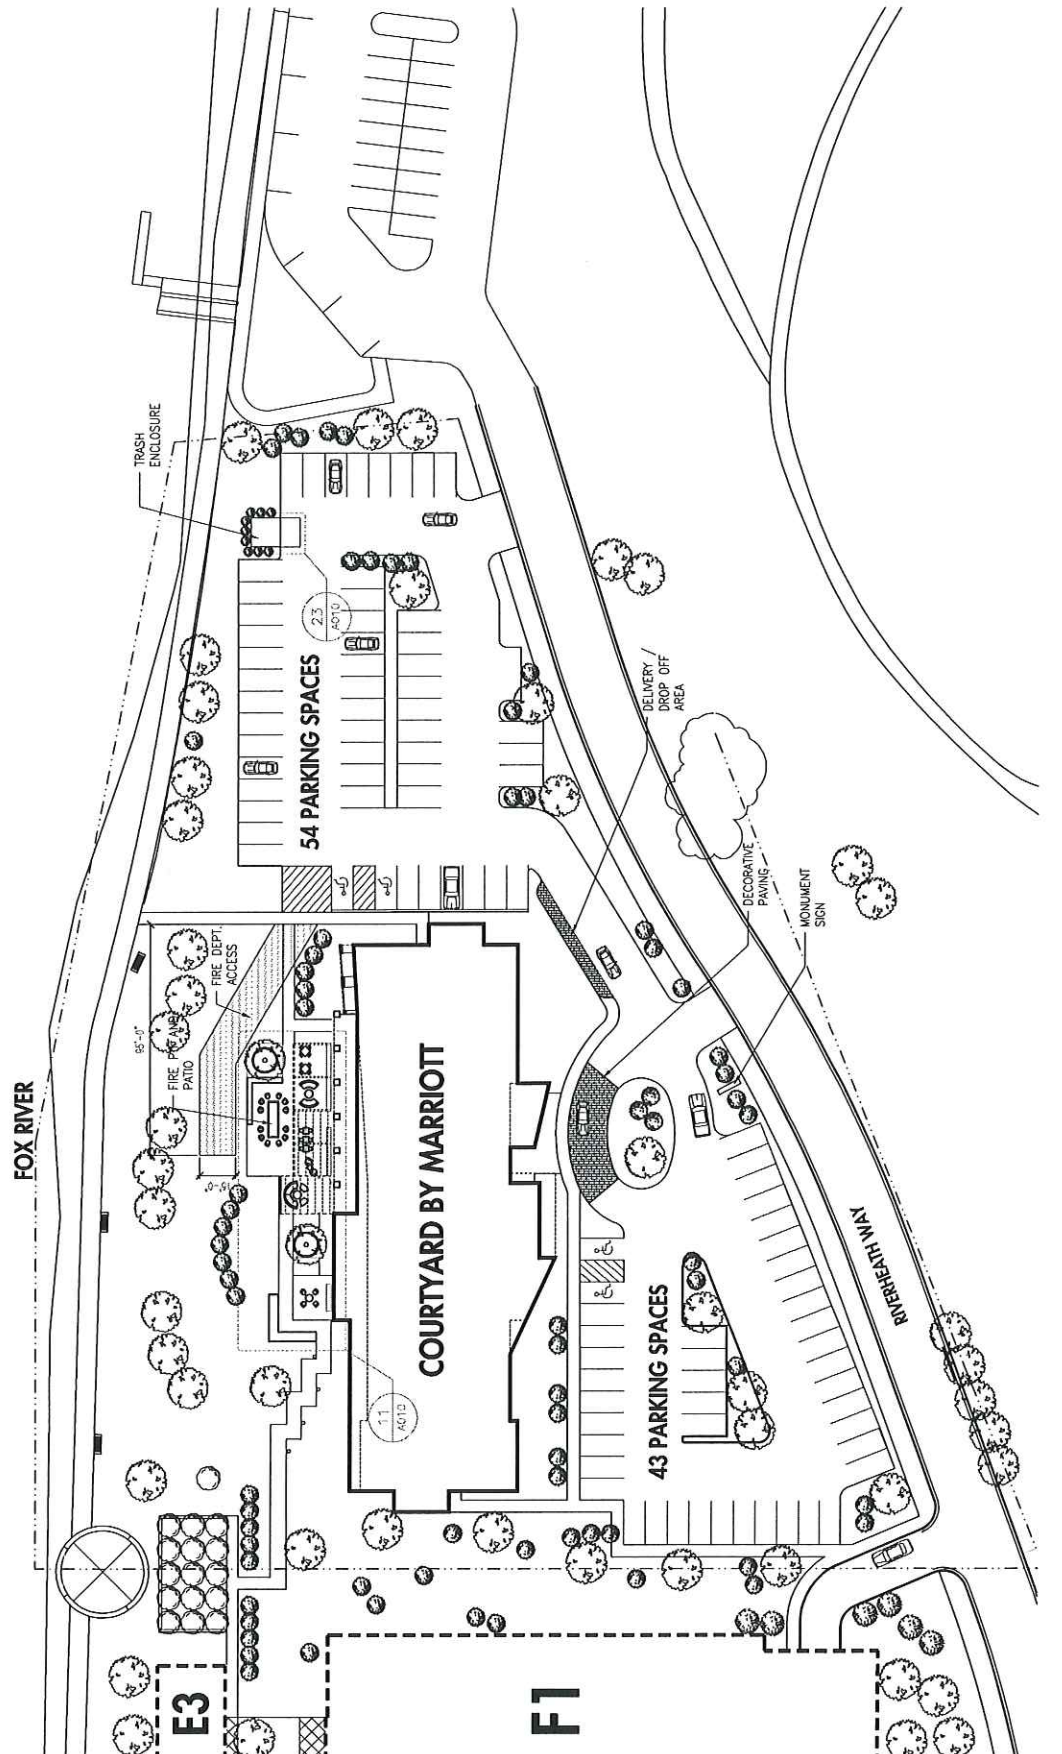 FOX RIVER
TRASH
ENCLOSURE
23
A010
54 PARKING SPACES
DELIVERY /
DROP OFF
AREA
DECORATIVE
PAVING
MONUMENT
SIGN
FIRE DEPT.
ACCESS
95'-0"
FIRE PIT AND
PATIO
COURTYARD BY MARRIOTT
11
A010
43 PARKING SPACES
RIVERHEATH WAY
E3
F1